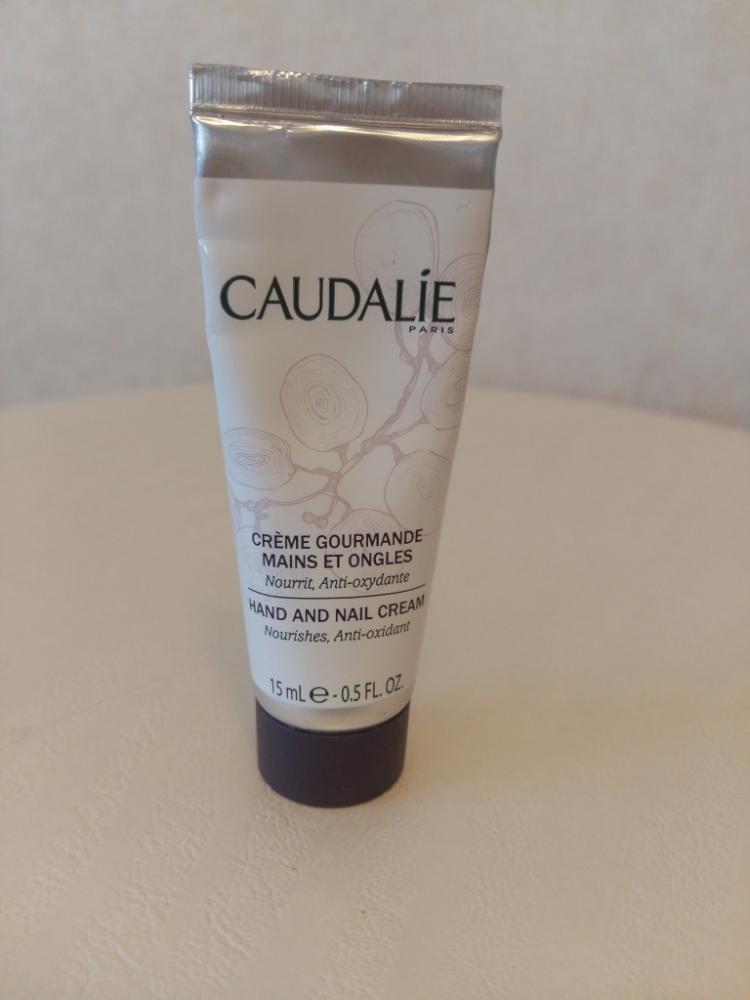 CAUDALÍE
PARIS
CRÈME GOURMANDE
MAINS ET ONGLES
Nourrit, Anti-oxydante
HAND AND NAIL CREAM
Nourishes, Anti-oxidant
15 mL ℮ - 0.5 FL. OZ.